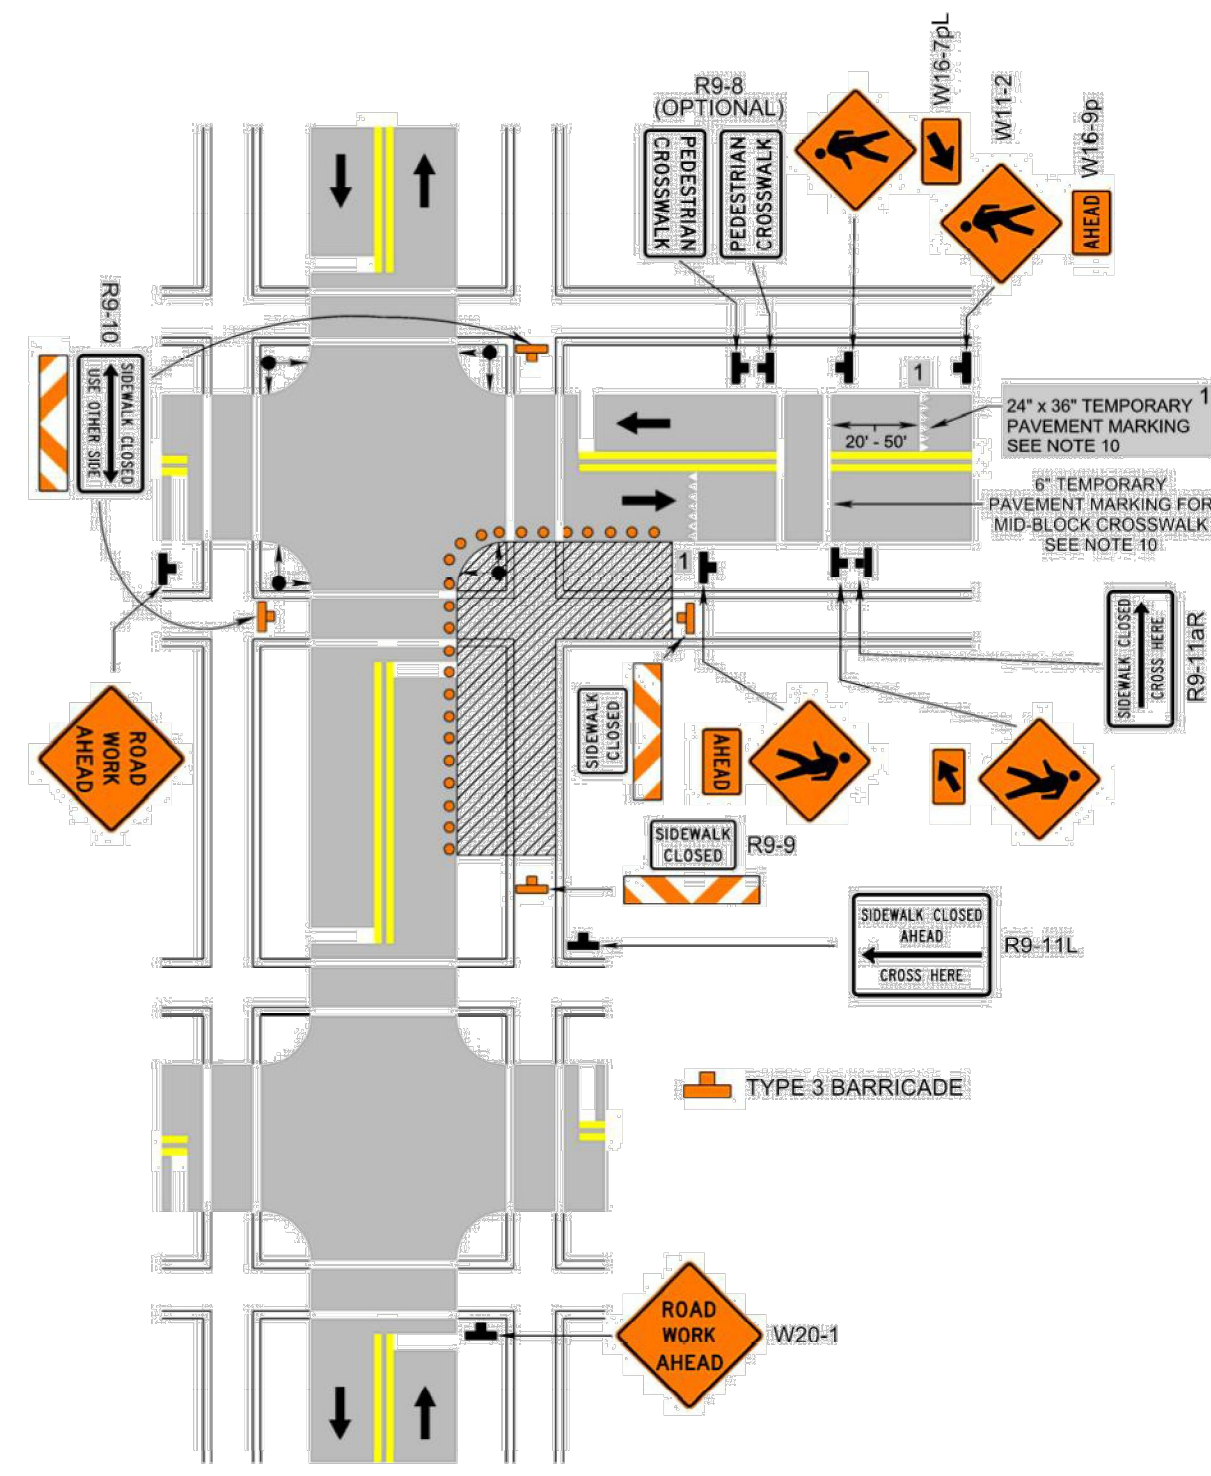 R9-8
(OPTIONAL)
PEDESTRIAN
CROSSWALK
PEDESTRIAN
CROSSWALK
W16-7pL
W11-2
W16-9p
AHEAD
R9-10
SIDEWALK CLOSED
USE OTHER SIDE
1
20' - 50'
24" x 36" TEMPORARY 1
PAVEMENT MARKING
SEE NOTE 10
6" TEMPORARY
PAVEMENT MARKING FOR
MID-BLOCK CROSSWALK
SEE NOTE 10
1
SIDEWALK CLOSED
CROSS HERE
R9-11aR
ROAD
WORK
AHEAD
SIDEWALK
CLOSED
AHEAD
SIDEWALK
CLOSED
R9-9
SIDEWALK CLOSED
AHEAD
CROSS HERE
R9-11L
TYPE 3 BARRICADE
ROAD
WORK
AHEAD
W20-1